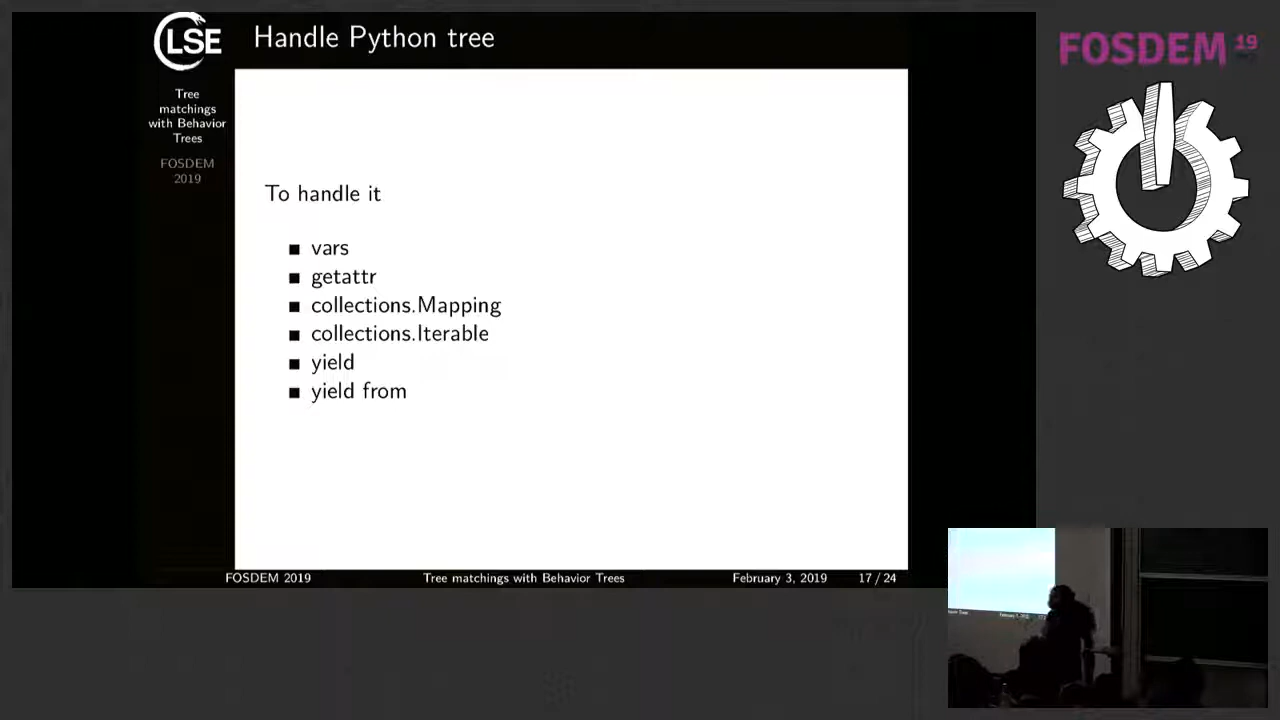 LSE
Handle Python tree
Tree
matchings
with Behavior
Trees
FOSDEM
2019
To handle it
vars
getattr
collections.Mapping
collections.Iterable
yield
yield from
FOSDEM 2019
Tree matchings with Behavior Trees
February 3, 2019
17 / 24
FOSDEM 19